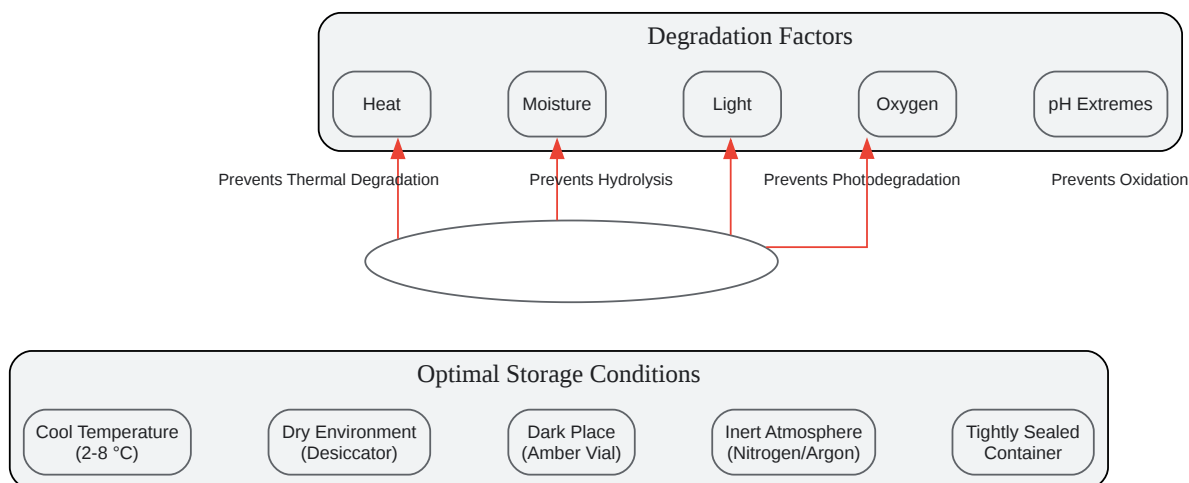 Degradation Factors
Heat
Moisture
Light
Oxygen
pH Extremes
Prevents Thermal Degradation
Prevents Hydrolysis
Prevents Photodegradation
Prevents Oxidation
Optimal Storage Conditions
Cool Temperature
(2-8 °C)
Dry Environment
(Desiccator)
Dark Place
(Amber Vial)
Inert Atmosphere
(Nitrogen/Argon)
Tightly Sealed
Container